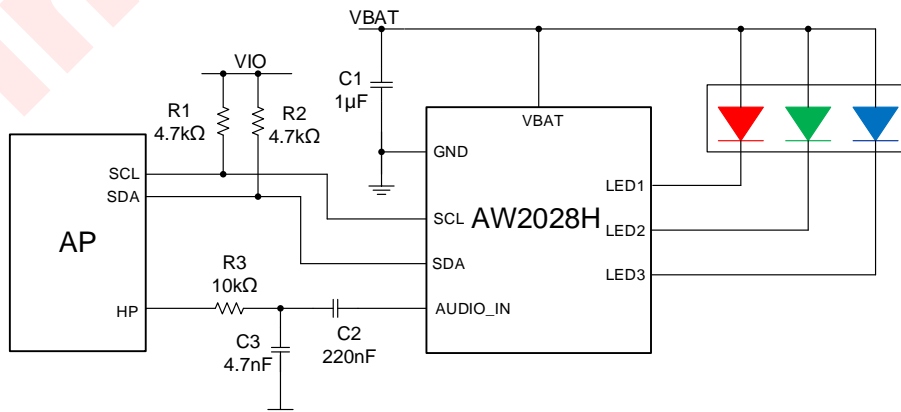 VBAT
VIO
C1
1µF
R1
4.7kΩ
R2
4.7kΩ
VBAT
GND
SCL
SDA
LED1
SCL
AW2028H
LED2
AP
SDA
LED3
R3
10kΩ
HP
AUDIO_IN
C3
4.7nF
C2
220nF